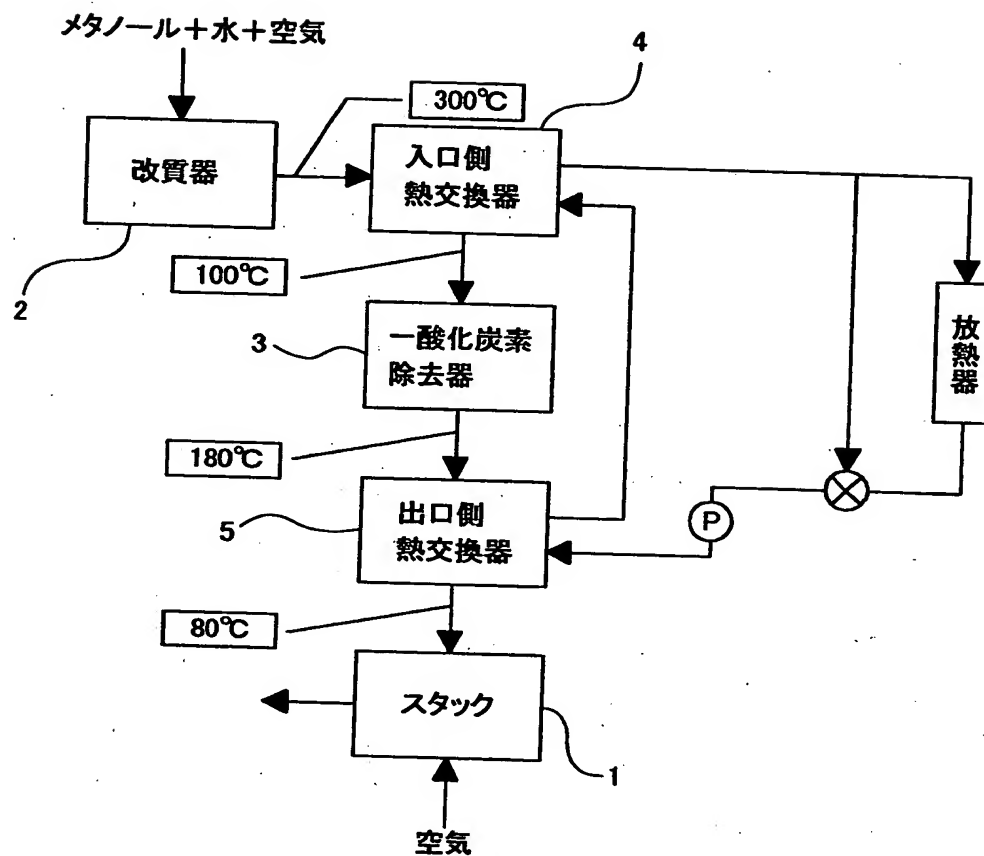 メタノール＋水＋空気
4
300℃
改質器
入口側
熱交換器
2
100℃
3
一酸化炭素
除去器
放熱器
180℃
5
出口側
熱交換器
P
80℃
スタック
1
空気